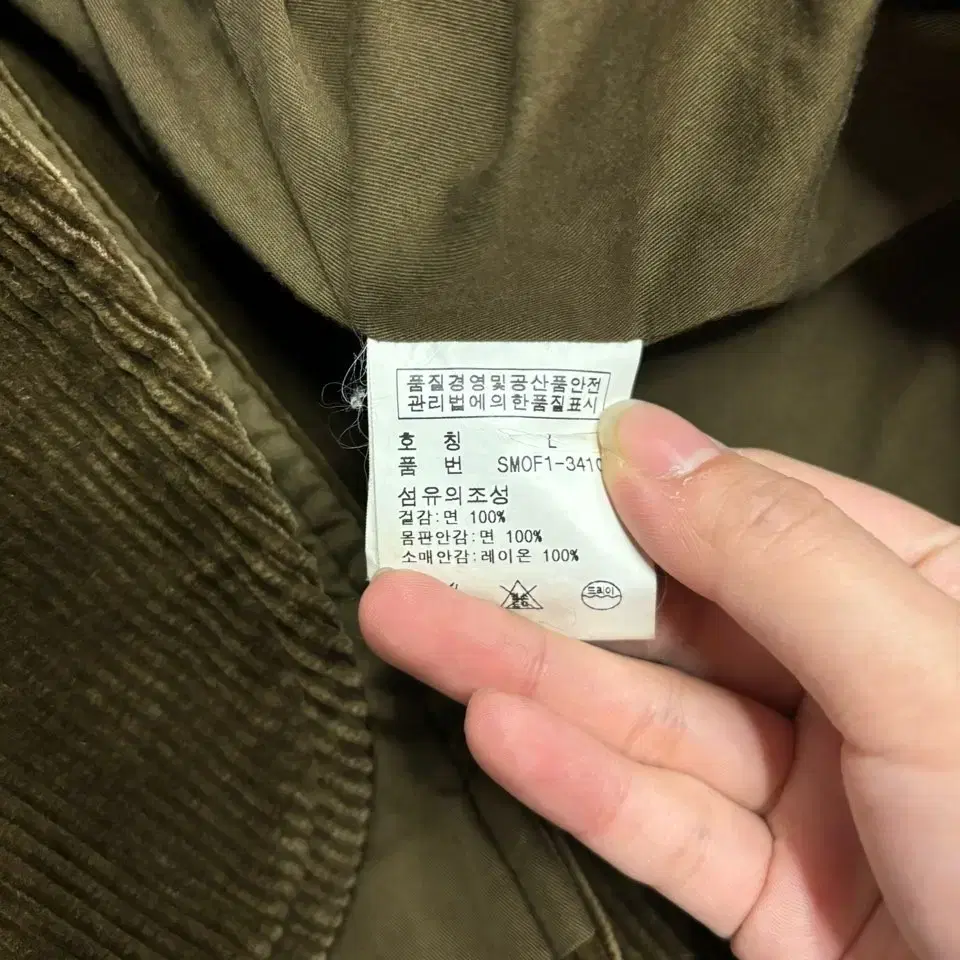 품질경영및공산품안전
관리법에의한품질표시
호 칭 L
품 번 SMOF1-3410
섬유의조성
걸감:면 100%
몸판안감:면 100%
소매안감:레이온 100%
드라이